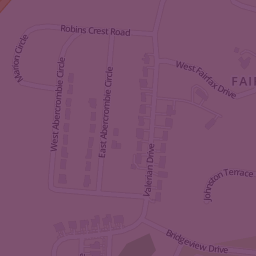 Robins Crest Road
Marion Circle
West Fairfax Drive
FAI
West Abercrombie Circle
East Abercrombie Circle
Valerian Drive
Johnston Terrace
Bridgeview Drive